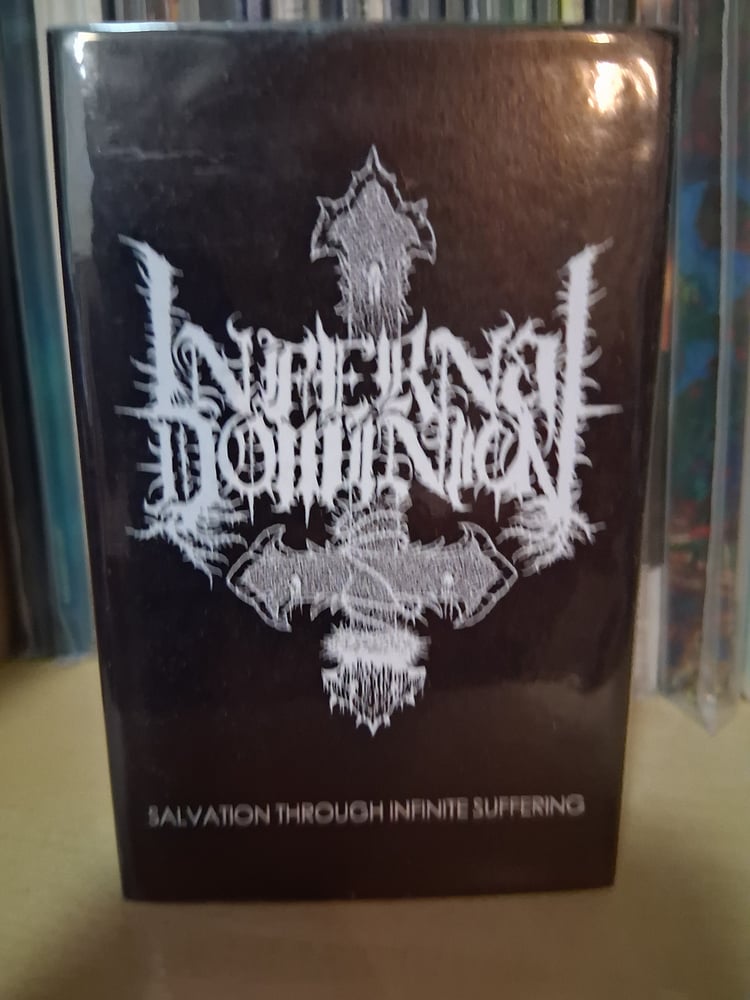 INFERNAL
DOMINION
SALVATION THROUGH INFINITE SUFFERING